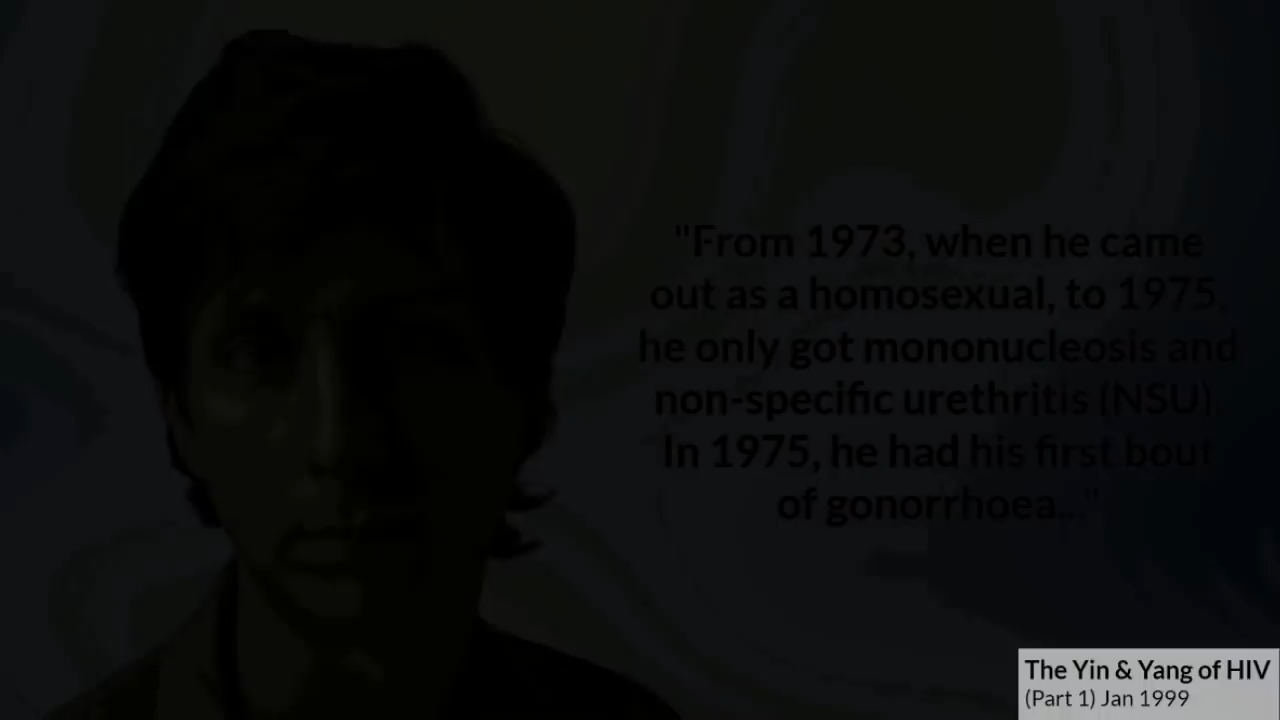 "From 1973, when he came
out as a homosexual, to 1975,
he only got mononucleosis and
non-specific urethritis (NSU).
In 1975, he had his first bout
of gonorrhoea..."
The Yin & Yang of HIV
(Part 1) Jan 1999